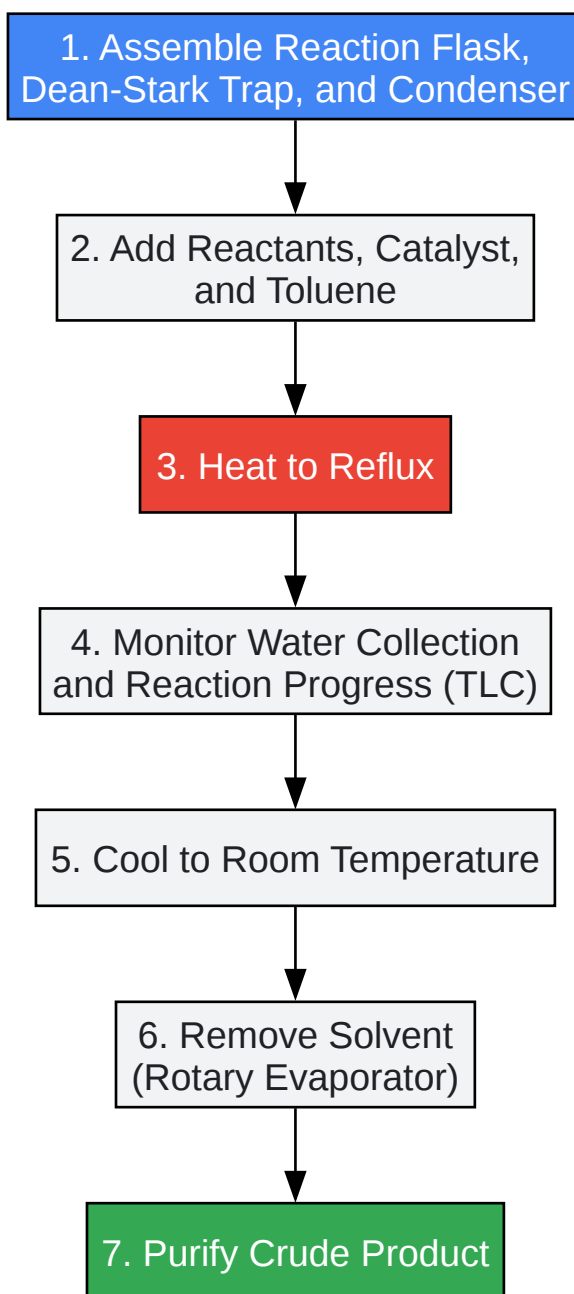 1. Assemble Reaction Flask,
Dean-Stark Trap, and Condenser
2. Add Reactants, Catalyst,
and Toluene
3. Heat to Reflux
4. Monitor Water Collection
and Reaction Progress (TLC)
5. Cool to Room Temperature
6. Remove Solvent
(Rotary Evaporator)
7. Purify Crude Product